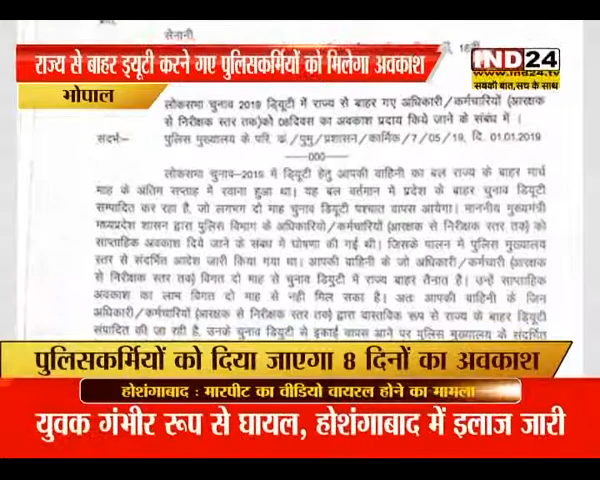 सेनानी,
राज्य से बाहर ड्यूटी करने गए पुलिसकर्मियों को मिलेगा अवकाश
IND24
www.ind24.tv
सबकी बात, सच के साथ
भोपाल
लोकसभा चुनाव 2019 डि्यूटी में राज्य से बाहर गए अधिकारी/कर्मचारियों (आरक्षक
से निरीक्षक स्तर तक)को 08दिवस का अवकाश प्रदाय किये जाने के संबंध में ।
संदर्भः- पुलिस मुख्यालय के परि. कं./पुमु/प्रशासन/कार्मिक/7/05/19, दि. 01.01.2019
---000---
लोकसभा चुनाव-2019 में डि्यूटी हेतु आपकी वाहिनी का बल राज्य के बाहर मार्च
माह के अंतिम सप्ताह में रवाना हुआ था। यह बल वर्तमान में प्रदेश के बाहर चुनाव डि्यूटी
सम्पादित कर रहा है, जो लगभग दो माह चुनाव डि्यूटी पश्चात वापस आयेगा। माननीय मुख्यमंत्री
मध्यप्रदेश शासन द्वारा पुलिस विभाग के अधिकारियो/कर्मचारियों (आरक्षक से निरीक्षक स्तर तक) को
साप्ताहिक अवकाश दिये जाने के संबध में घोषणा की गई थी। जिसके पालन में पुलिस मुख्यालय
स्तर से संदर्भित आदेश जारी किया गया था। आपकी वाहिनी के जो अधिकारी/कर्मचारी (आरक्षक
से निरीक्षक स्तर तक) विगत दो माह से चुनाव डि्युटी में राज्य बाहर तैनात है। उन्हें साप्ताहिक
अवकाश का लाभ विगत दो माह से नही मिल सका है। अतः आपकी वाहिनी के जिन
अधिकारी/कर्मचारियों (आरक्षक से निरीक्षक स्तर तक) द्वारा वास्तविक रूप से राज्य के बाहर डि्यूटी
संपादित की जा रही है, उनके चुनाव डि्यूटी से इकाई वापस आने पर पुलिस मुख्यालय के संदर्भित
पुलिसकर्मियों को दिया जाएगा 8 दिनों का अवकाश
होशंगाबाद : मारपीट का वीडियो वायरल होने का मामला
युवक गंभीर रूप से घायल, होशंगाबाद में इलाज जारी